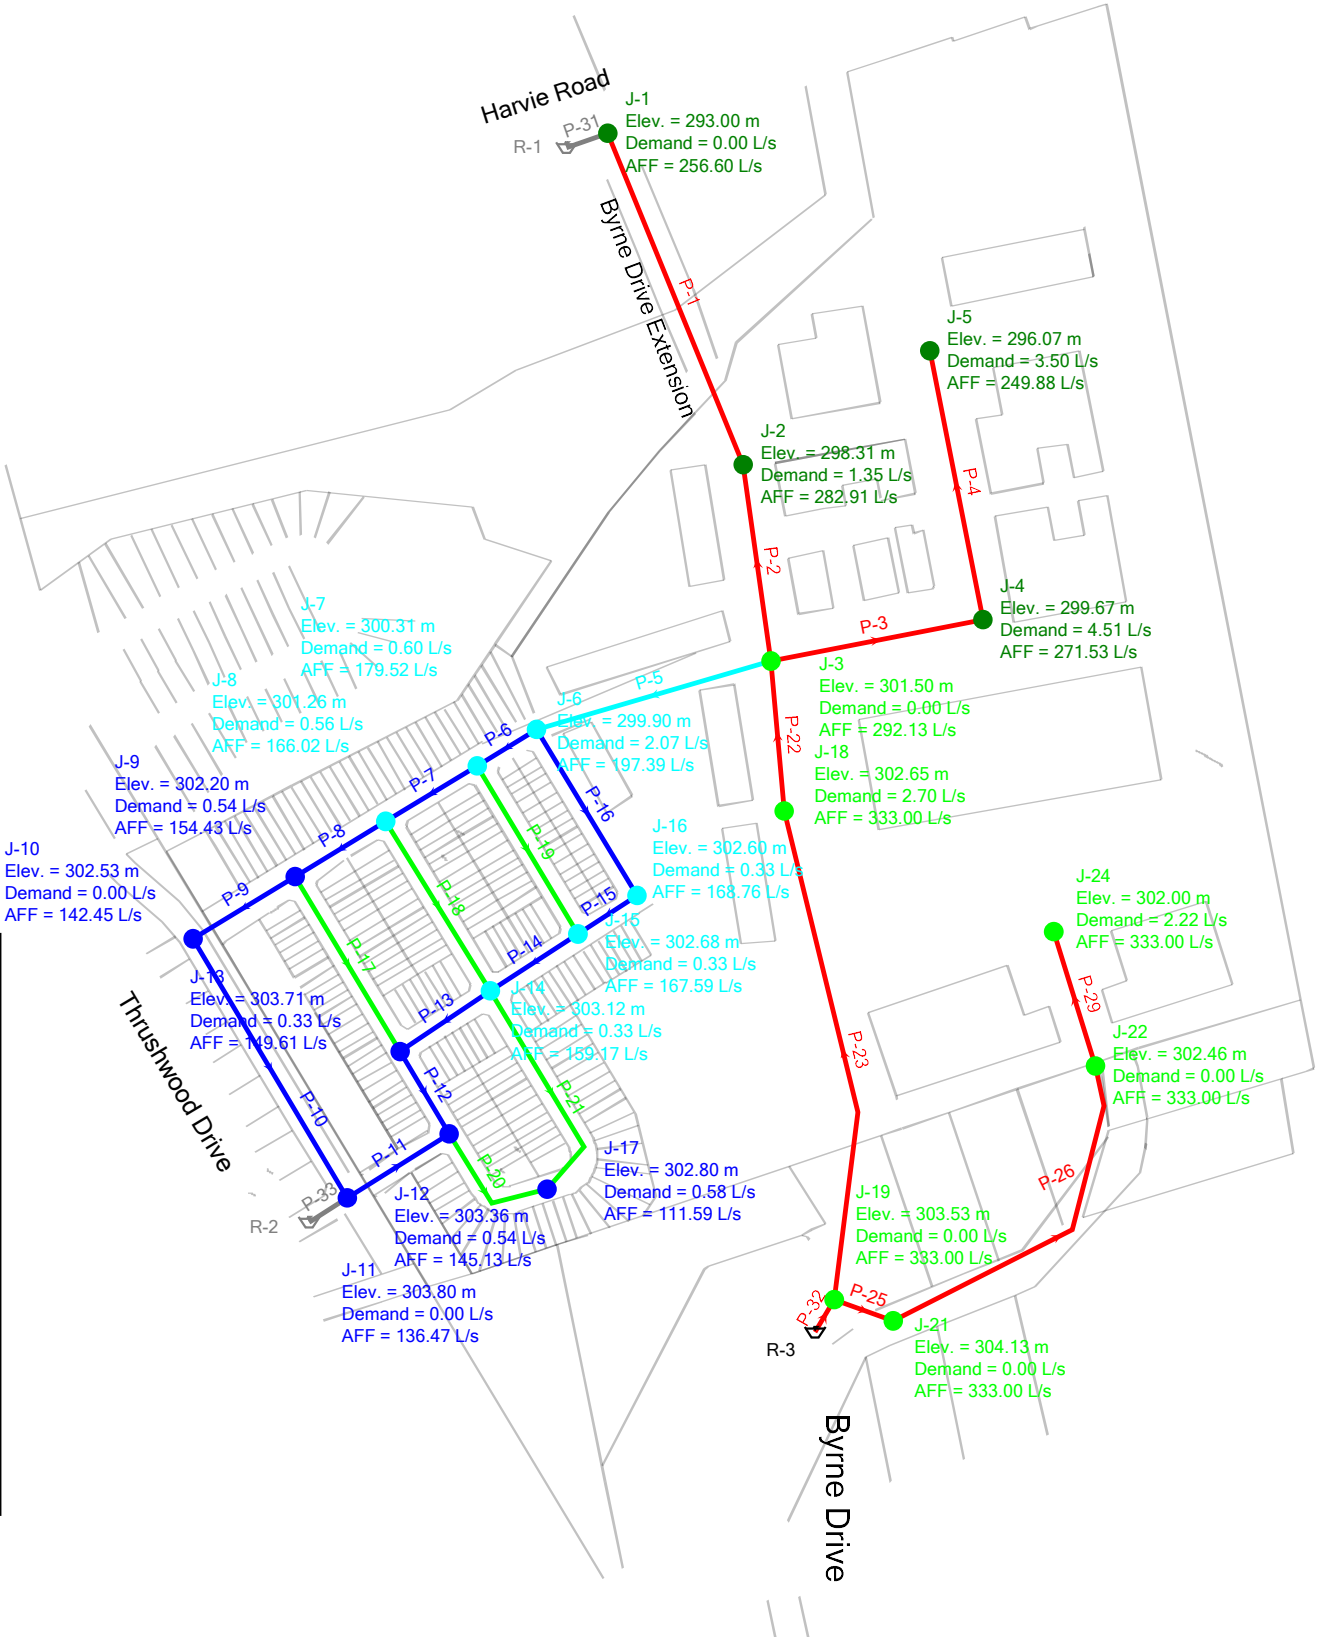 Harvie Road
J-1
Elev. = 293.00 m
Demand = 0.00 L/s
AFF = 256.60 L/s
P-31
R-1
Byrne Drive Extension
P-1
J-5
Elev. = 296.07 m
Demand = 3.50 L/s
AFF = 249.88 L/s
J-2
Elev. = 298.31 m
Demand = 1.35 L/s
AFF = 282.91 L/s
P-4
P-2
J-4
Elev. = 299.67 m
Demand = 4.51 L/s
AFF = 271.53 L/s
P-3
J-7
Elev. = 300.31 m
Demand = 0.60 L/s
AFF = 179.52 L/s
J-3
Elev. = 301.50 m
Demand = 0.00 L/s
AFF = 292.13 L/s
P-5
J-8
Elev. = 301.26 m
Demand = 0.56 L/s
AFF = 166.02 L/s
J-6
Elev. = 299.90 m
Demand = 2.07 L/s
AFF = 197.39 L/s
P-6
P-22
J-18
Elev. = 302.65 m
Demand = 2.70 L/s
AFF = 333.00 L/s
J-9
Elev. = 302.20 m
Demand = 0.54 L/s
AFF = 154.43 L/s
P-7
P-16
P-8
P-19
J-16
Elev. = 302.60 m
Demand = 0.33 L/s
AFF = 168.76 L/s
J-10
Elev. = 302.53 m
Demand = 0.00 L/s
AFF = 142.45 L/s
P-9
P-18
P-15
J-24
Elev. = 302.00 m
Demand = 2.22 L/s
AFF = 333.00 L/s
J-15
Elev. = 302.68 m
Demand = 0.33 L/s
AFF = 167.59 L/s
P-17
P-14
J-13
Elev. = 303.71 m
Demand = 0.33 L/s
AFF = 149.61 L/s
J-14
Elev. = 303.12 m
Demand = 0.33 L/s
AFF = 159.17 L/s
P-13
P-29
Thrushwood Drive
P-23
J-22
Elev. = 302.46 m
Demand = 0.00 L/s
AFF = 333.00 L/s
P-12
P-10
P-21
P-11
P-20
J-17
Elev. = 302.80 m
Demand = 0.58 L/s
AFF = 111.59 L/s
P-26
P-33
R-2
J-12
Elev. = 303.36 m
Demand = 0.54 L/s
AFF = 145.13 L/s
J-19
Elev. = 303.53 m
Demand = 0.00 L/s
AFF = 333.00 L/s
J-11
Elev. = 303.80 m
Demand = 0.00 L/s
AFF = 136.47 L/s
P-32
P-25
R-3
J-21
Elev. = 304.13 m
Demand = 0.00 L/s
AFF = 333.00 L/s
Byrne Drive